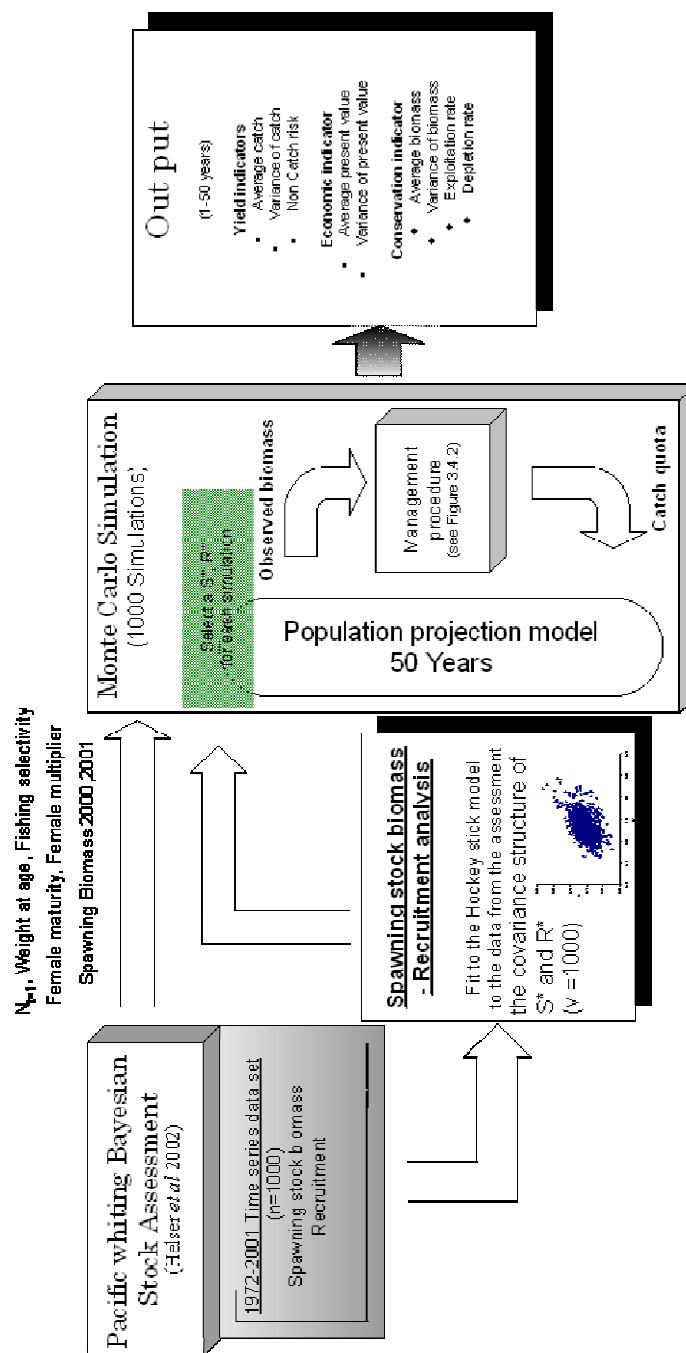 Pacific whiting Bayesian
Stock Assessment
(Helser et al 2002)
1972-2001 Time series data set
(n=1000)
Spawning stock biomass
Recruitment
Nt=1, Weight at age, Fishing selectivity
Female maturity, Female multiplier
Spawning Biomass 2000,2001
Spawning stock biomass
- Recruitment analysis
Fit to the Hockey stick model
to the data from the assessment
the covariance structure of
S* and R*
(v =1000)
Monte Carlo Simulation
(1000 Simulations)
Select a S*, R*
for each simulation
Observed biomass
Management
procedure
(see Figure 3.4.2)
Catch quota
Population projection model
50 Years
Out put
(1-50 years)
Yield indicators
▪ Average catch
▪ Variance of catch
▪ Non Catch risk
Economic indicator
▪ Average present value
▪ Variance of present value
Conservation indicator
◆ Average biomass
◆ Variance of biomass
◆ Exploitation rate
◆ Depletion rate